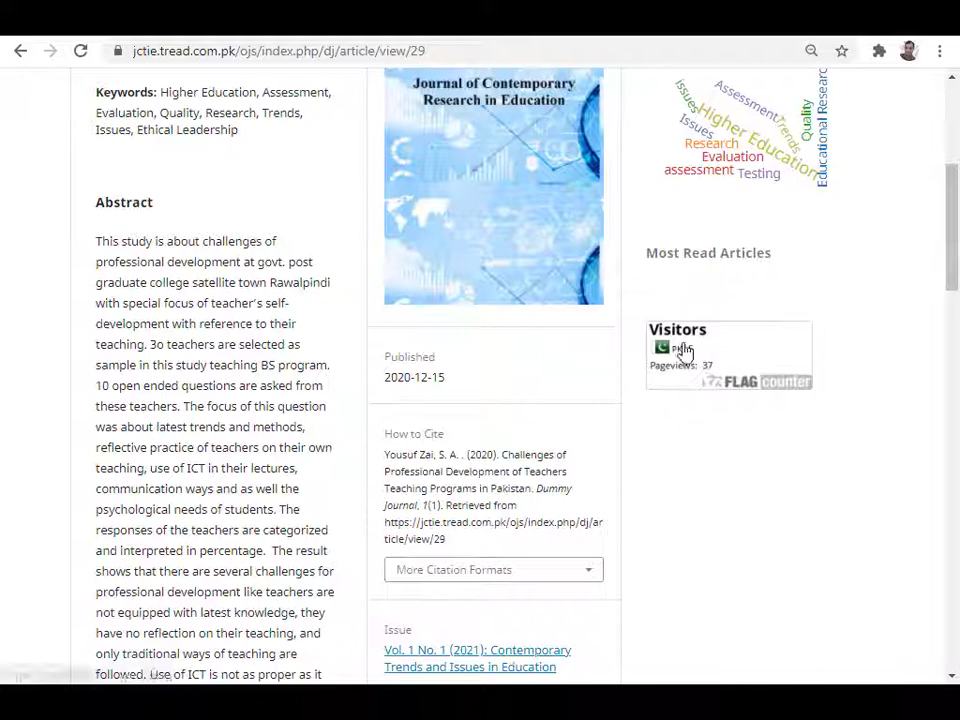 jctie.tread.com.pk/ojs/index.php/dj/article/view/29
Keywords: Higher Education, Assessment,
Evaluation, Quality, Research, Trends,
Issues, Ethical Leadership
Abstract
This study is about challenges of
professional development at govt. post
graduate college satellite town Rawalpindi
with special focus of teacher's self-
development with reference to their
teaching. 3o teachers are selected as
sample in this study teaching BS program.
10 open ended questions are asked from
these teachers. The focus of this question
was about latest trends and methods,
reflective practice of teachers on their own
teaching, use of ICT in their lectures,
communication ways and as well the
psychological needs of students. The
responses of the teachers are categorized
and interpreted in percentage. The result
shows that there are several challenges for
professional development like teachers are
not equipped with latest knowledge, they
have no reflection on their teaching, and
only traditional ways of teaching are
followed. Use of ICT is not as proper as it
Journal of Contemporary
Research in Education
Published
2020-12-15
How to Cite
Yousuf Zai, S. A. . (2020). Challenges of
Professional Development of Teachers
Teaching Programs in Pakistan. Dummy
Journal, 1(1). Retrieved from
https://jctie.tread.com.pk/ojs/index.php/dj/ar
ticle/view/29
More Citation Formats
Issue
Vol. 1 No. 1 (2021): Contemporary
Trends and Issues in Education
issues
Assessment
Issues
Higher Education
Trends
Quality
Educational Researc
Research
Evaluation
assessment
Testing
Most Read Articles
Visitors
Pageviews: 37
FLAG counter